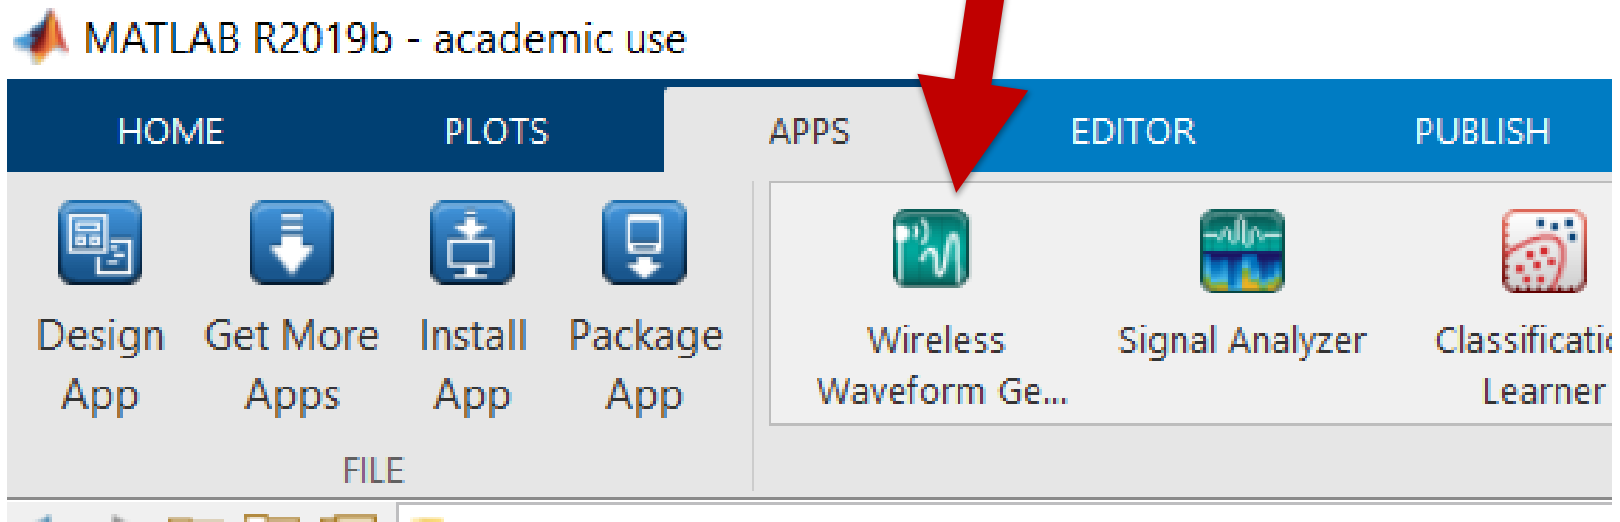 MATLAB R2019b - academic use
HOME PLOTS APPS EDITOR PUBLISH
Design App
Get More Apps
Install App
Package App
Wireless Waveform Ge...
Signal Analyzer
Classificatio
Learner
FILE